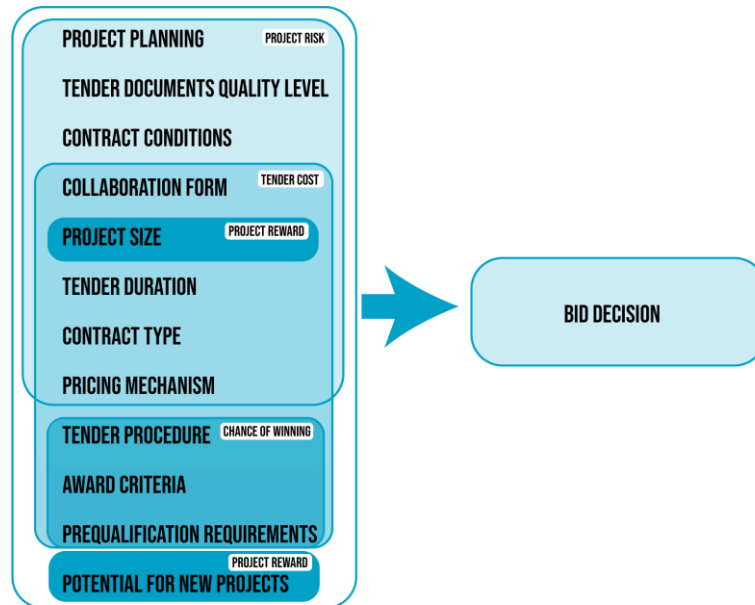 PROJECT PLANNING PROJECT RISK
TENDER DOCUMENTS QUALITY LEVEL
CONTRACT CONDITIONS
COLLABORATION FORM TENDER COST
PROJECT SIZE PROJECT REWARD
TENDER DURATION
CONTRACT TYPE
PRICING MECHANISM
TENDER PROCEDURE CHANCE OF WINNING
AWARD CRITERIA
PREQUALIFICATION REQUIREMENTS
PROJECT REWARD
POTENTIAL FOR NEW PROJECTS
BID DECISION